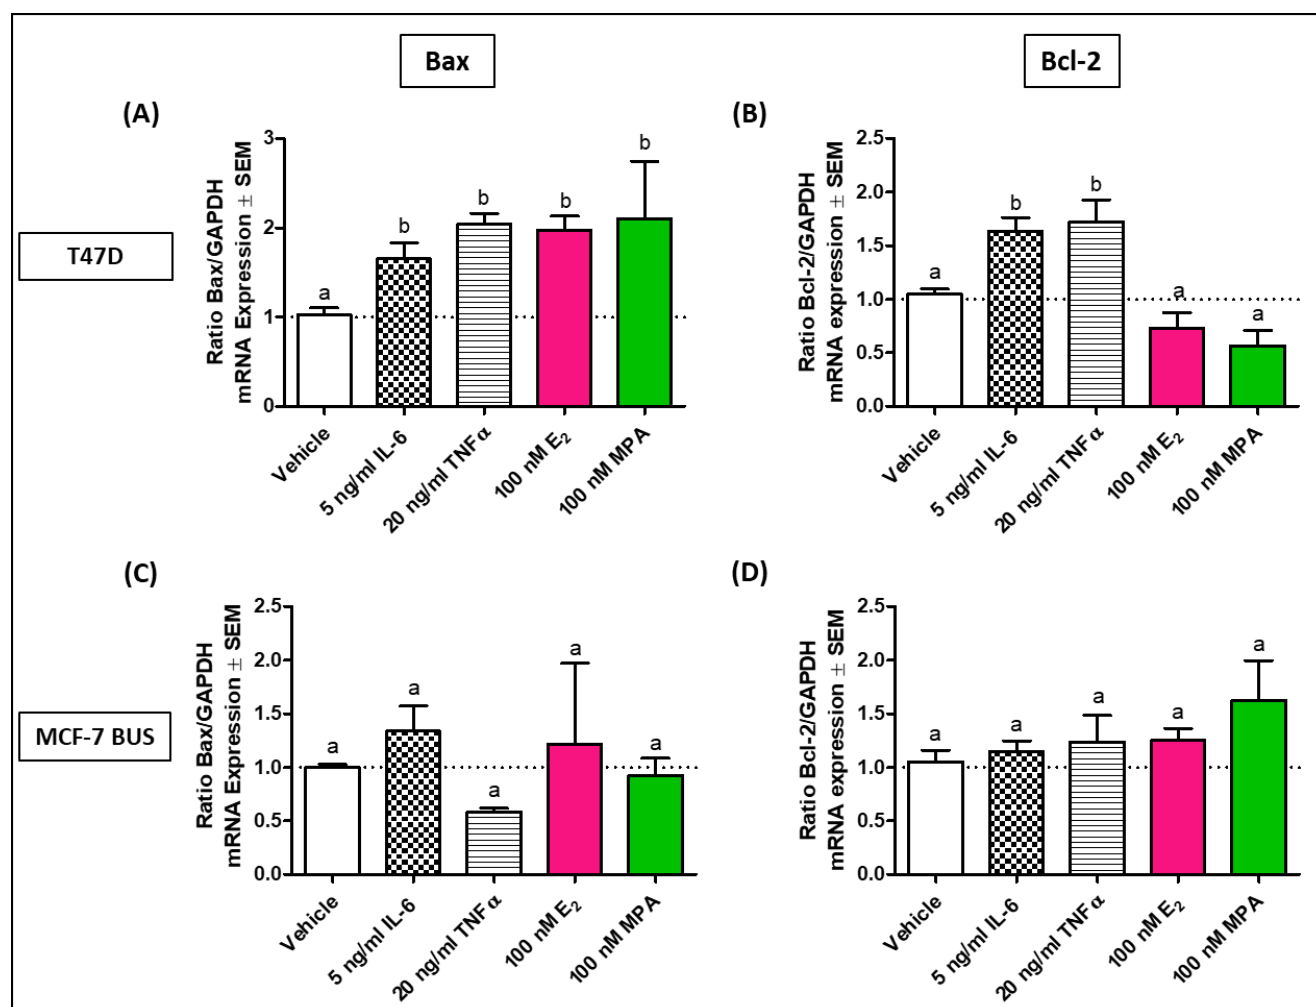 Bax
Bcl-2
(A)
Ratio Bax/GAPDH
mRNA Expression ± SEM
3
2
1
0
a
b
b
b
b
Vehicle
5 ng/ml IL-6
20 ng/ml TNFα
100 nM E₂
100 nM MPA
(B)
Ratio Bcl-2/GAPDH
mRNA expression ± SEM
2.5
2.0
1.5
1.0
0.5
0.0
a
b
b
a
a
Vehicle
5 ng/ml IL-6
20 ng/ml TNFα
100 nM E₂
100 nM MPA
T47D
(C)
Ratio Bax/GAPDH
mRNA Expression ± SEM
2.5
2.0
1.5
1.0
0.5
0.0
a
a
a
a
a
Vehicle
5 ng/ml IL-6
20 ng/ml TNFα
100 nM E₂
100 nM MPA
(D)
Ratio Bcl-2/GAPDH
mRNA expression ± SEM
2.5
2.0
1.5
1.0
0.5
0.0
a
a
a
a
a
Vehicle
5 ng/ml IL-6
20 ng/ml TNFα
100 nM E₂
100 nM MPA
MCF-7 BUS